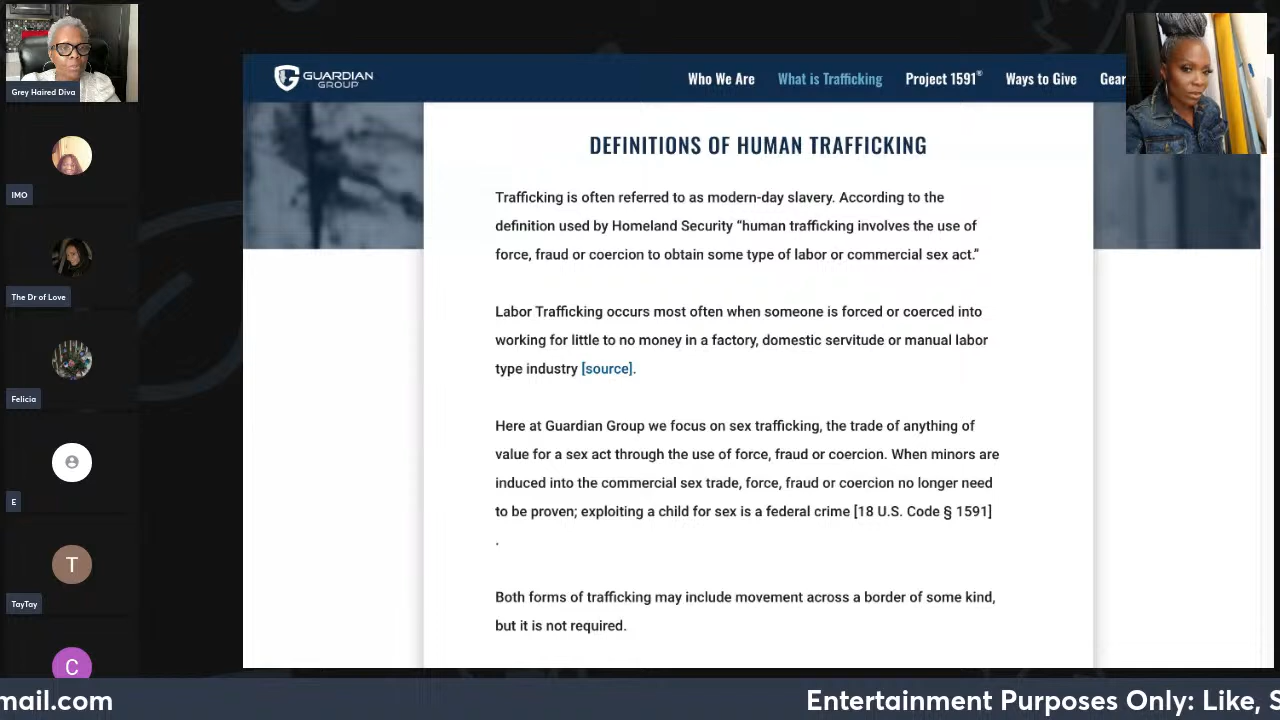 Grey Haired Diva
IMO
The Dr of Love
Felicia
E
T
TayTay
C
GUARDIAN
GROUP
Who We Are
What is Trafficking
Project 1591®
Ways to Give
Gear
DEFINITIONS OF HUMAN TRAFFICKING
Trafficking is often referred to as modern-day slavery. According to the
definition used by Homeland Security “human trafficking involves the use of
force, fraud or coercion to obtain some type of labor or commercial sex act.”
Labor Trafficking occurs most often when someone is forced or coerced into
working for little to no money in a factory, domestic servitude or manual labor
type industry [source].
Here at Guardian Group we focus on sex trafficking, the trade of anything of
value for a sex act through the use of force, fraud or coercion. When minors are
induced into the commercial sex trade, force, fraud or coercion no longer need
to be proven; exploiting a child for sex is a federal crime [18 U.S. Code § 1591]
.
Both forms of trafficking may include movement across a border of some kind,
but it is not required.
mail.com
Entertainment Purposes Only: Like, S